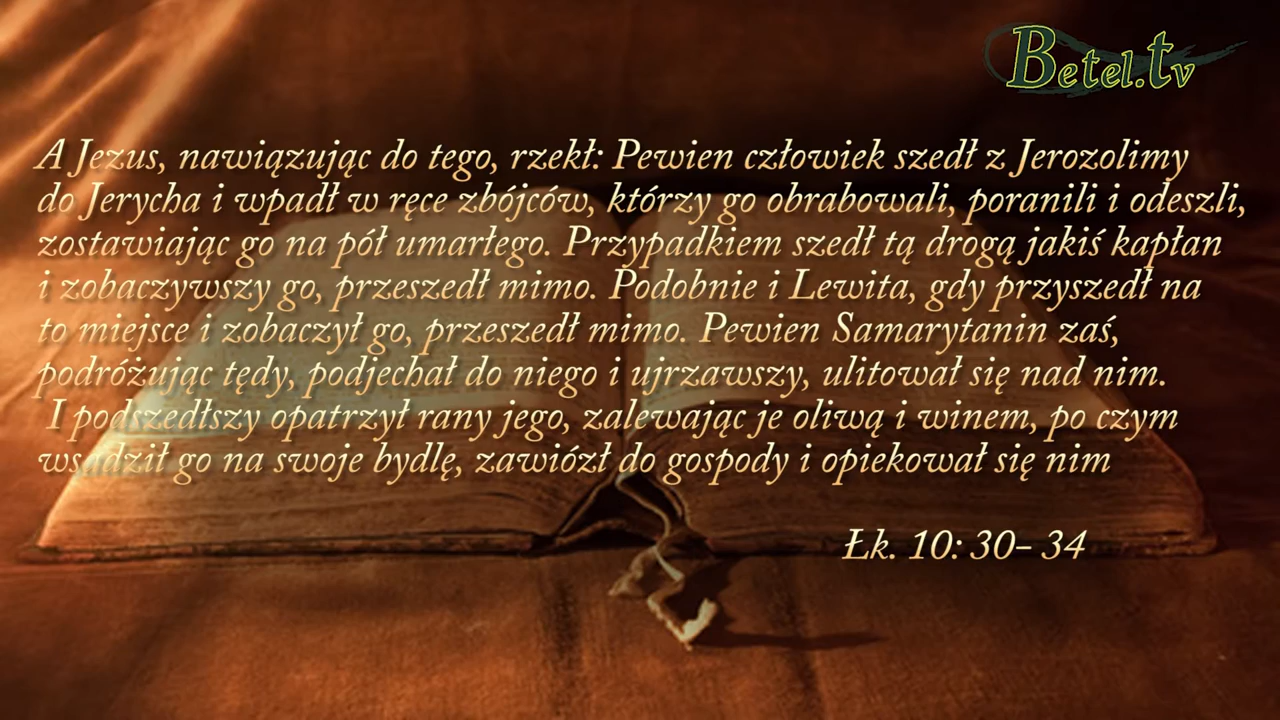 Betel.tv
A Jezus, nawiązując do tego, rzekł: Pewien człowiek szedł z Jerozolimy
do Jerycha i wpadł w ręce zbójców, którzy go obrabowali, poranili i odeszli,
zostawiając go na pół umarłego. Przypadkiem szedł tą drogą jakiś kapłan
i zobaczywszy go, przeszedł mimo. Podobnie i Lewita, gdy przyszedł na
to miejsce i zobaczył go, przeszedł mimo. Pewien Samarytanin zaś,
podróżując tędy, podjechał do niego i ujrzawszy, ulitował się nad nim.
I podszedłszy opatrzył rany jego, zalewając je oliwą i winem, po czym
wsadził go na swoje bydlę, zawiózł do gospody i opiekował się nim
Łk. 10: 30- 34